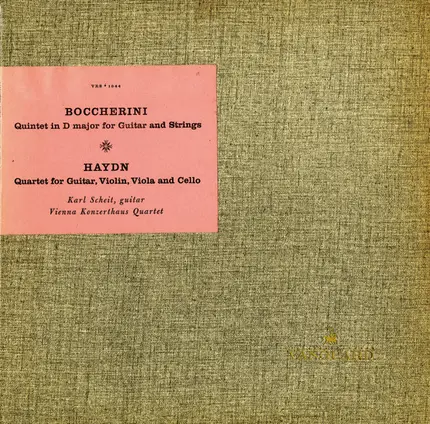 VRS • 1044
BOCCHERINI
Quintet in D major for Guitar and Strings
HAYDN
Quartet for Guitar, Violin, Viola and Cello
Karl Scheit, guitar
Vienna Konzerthaus Quartet
VANGUARD